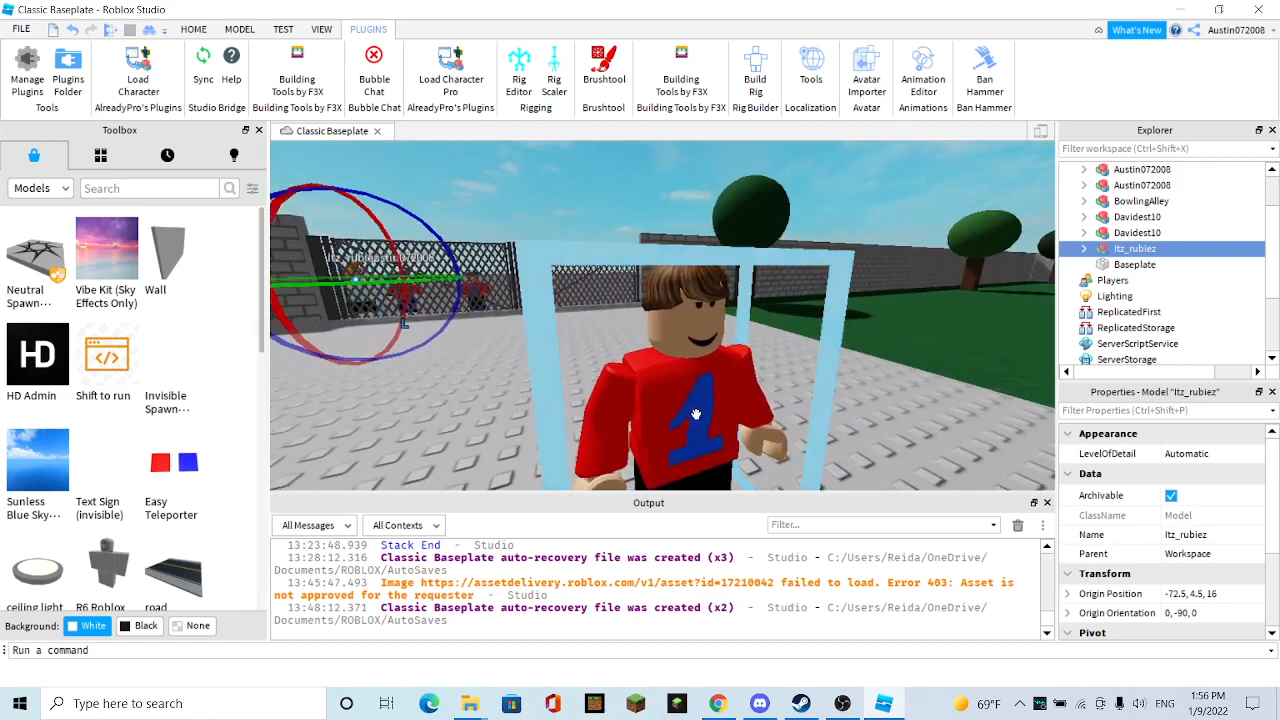 Classic Baseplate - Roblox Studio
FILE HOME MODEL TEST VIEW PLUGINS What's New Austin072008
Manage Plugins
Plugins Folder
Load Character
Sync
Help
Building Tools by F3X
Bubble Chat
Load Character Pro
Rig Editor
Rig Scaler
Brushtool
Building Tools by F3X
Build Rig
Tools
Avatar Importer
Animation Editor
Ban Hammer
Tools AlreadyPro's Plugins Studio Bridge Building Tools by F3X Bubble Chat AlreadyPro's Plugins Rigging Brushtool Building Tools by F3X Rig Builder Localization Avatar Animations Ban Hammer
Toolbox
Models Search
Neutral Spawn...
Vibe Kit (Sky Effects Only)
Wall
HD
HD Admin
Shift to run
Invisible Spawn...
Sunless Blue Sky...
Text Sign (invisible)
Easy Teleporter
ceiling light
R6 Roblox
road
Background: White Black None
Classic Baseplate
1
L
Output
All Messages All Contexts Filter...
13:23:48.939 Stack End - Studio
13:28:12.316 Classic Baseplate auto-recovery file was created (x3) - Studio - C:/Users/Reida/OneDrive/
Documents/ROBLOX/AutoSaves
13:45:47.493 Image https://assetdelivery.roblox.com/v1/asset?id=17210042 failed to load. Error 403: Asset is
not approved for the requester - Studio
13:48:12.371 Classic Baseplate auto-recovery file was created (x2) - Studio - C:/Users/Reida/OneDrive/
Documents/ROBLOX/AutoSaves
Explorer
Filter workspace (Ctrl+Shift+X)
Austin072008
Austin072008
BowlingAlley
Davidest10
Davidest10
Itz_rubiez
Baseplate
Players
Lighting
ReplicatedFirst
ReplicatedStorage
ServerScriptService
ServerStorage
Properties - Model "Itz_rubiez"
Filter Properties (Ctrl+Shift+P)
Appearance
LevelOfDetail Automatic
Data
Archivable
ClassName Model
Name Itz_rubiez
Parent Workspace
Transform
Origin Position -72.5, 4.5, 16
Origin Orientation 0, -90, 0
Pivot
Run a command
Type here to search
69°F
1:56 PM
1/9/2022